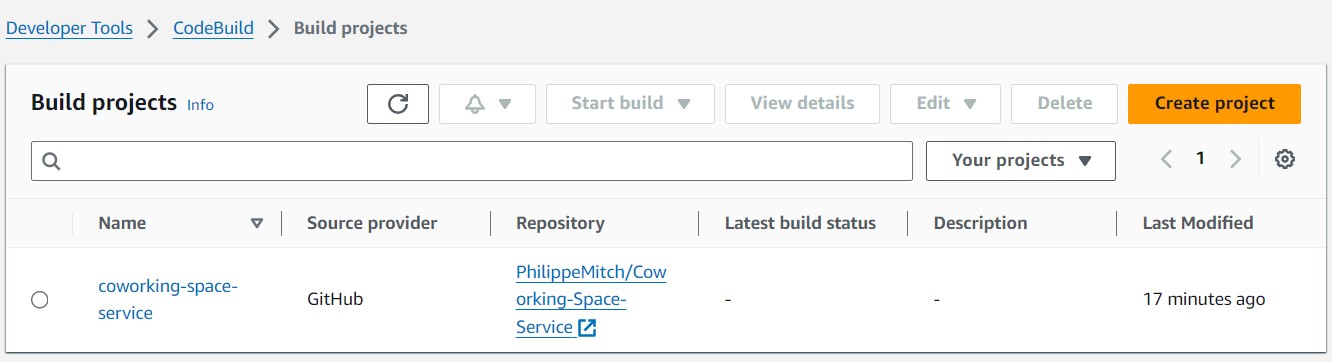 Developer Tools > CodeBuild > Build projects
Build projects Info Start build View details Edit Delete Create project
Your projects 1
Name Source provider Repository Latest build status Description Last Modified
coworking-space-
service
GitHub
PhilippeMitch/Cow
orking-Space-
Service
-
-
17 minutes ago